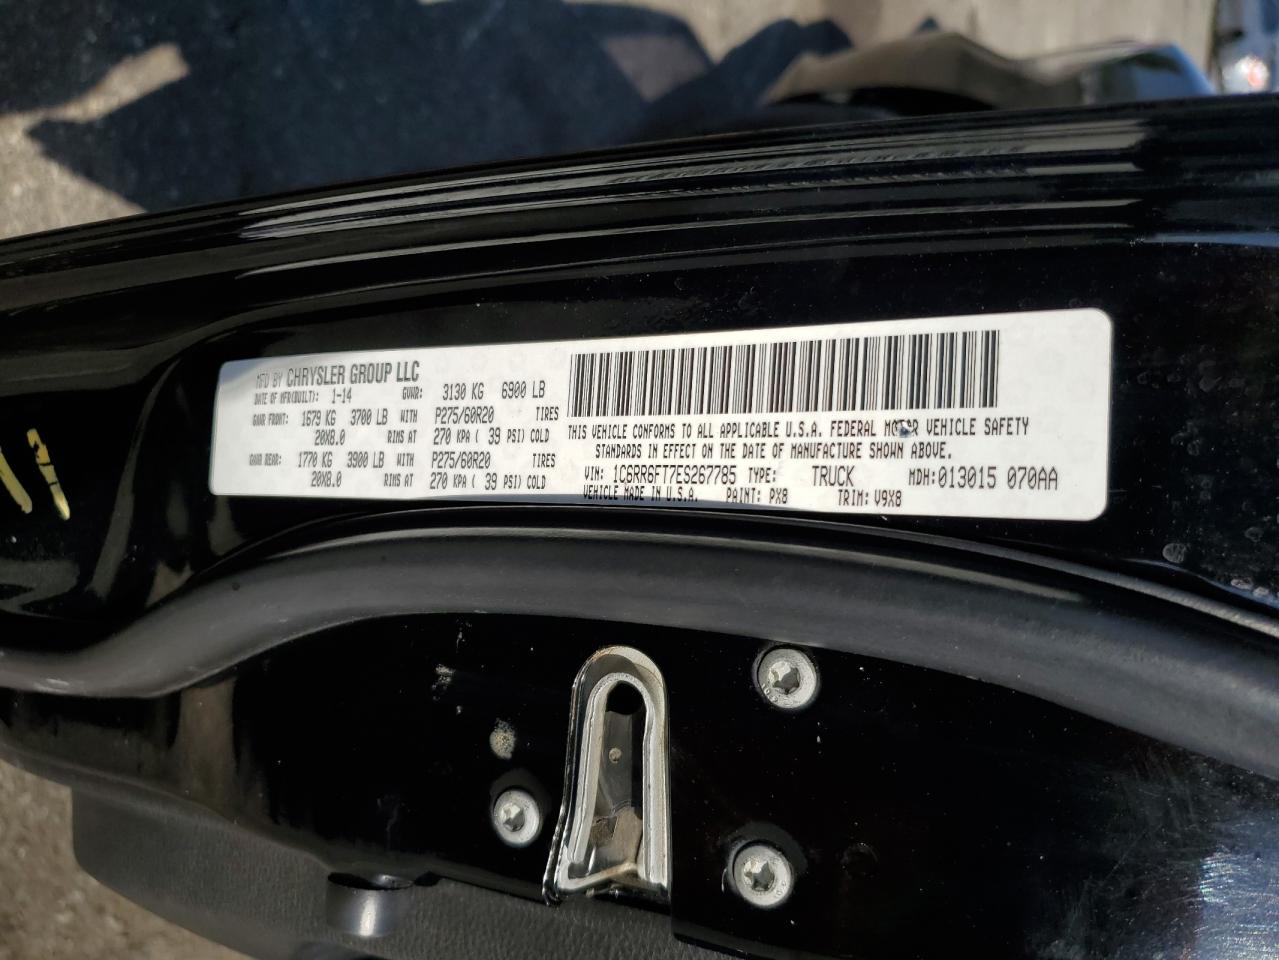 MFD BY CHRYSLER GROUP LLC
DATE OF MFR(BUILT): 1-14 GVWR: 3130 KG 6900 LB
GAWR FRONT: 1679 KG 3700 LB WITH P275/60R20 TIRES
20X8.0 RIMS AT 270 KPA ( 39 PSI) COLD
GAWR REAR: 1770 KG 3900 LB WITH P275/60R20 TIRES
20X8.0 RIMS AT 270 KPA ( 39 PSI) COLD
THIS VEHICLE CONFORMS TO ALL APPLICABLE U.S.A. FEDERAL MOTOR VEHICLE SAFETY
STANDARDS IN EFFECT ON THE DATE OF MANUFACTURE SHOWN ABOVE.
VIN: 1C6RR6FT7ES267785 TYPE: TRUCK MDH: 013015 070AA
VEHICLE MADE IN U.S.A. PAINT: PX8 TRIM: V9X8